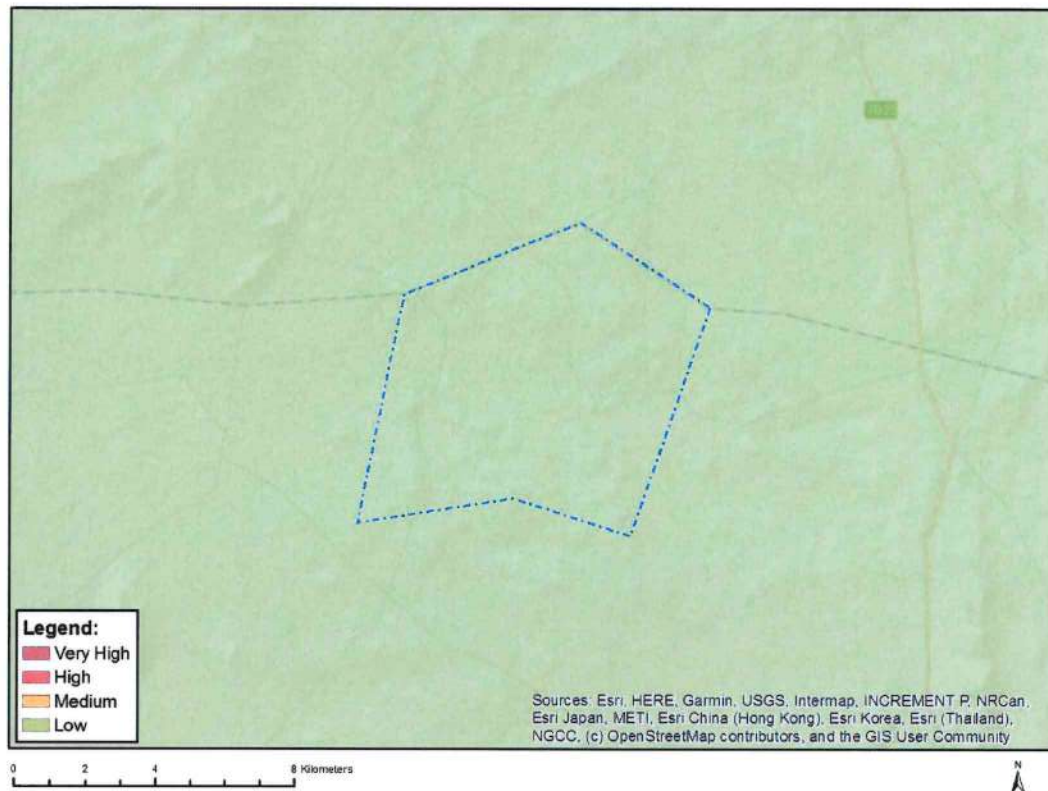 Legend:
Very High
High
Medium
Low
Sources: Esri, HERE, Garmin, USGS, Intermap, INCREMENT P, NRCan,
Esri Japan, METI, Esri China (Hong Kong), Esri Korea, Esri (Thailand),
NGCC, (c) OpenStreetMap contributors, and the GIS User Community
0 2 4 8 Kilometers
N